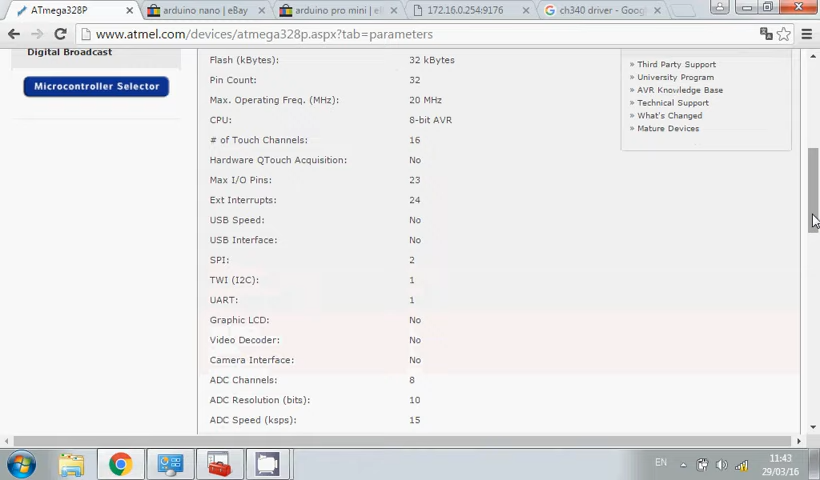 ATmega328P
arduino nano | eBay
arduino pro mini | e
172.16.0.254:9176
ch340 driver - Goog
www.atmel.com/devices/atmega328p.aspx?tab=parameters
Digital Broadcast
Microcontroller Selector
Flash (kBytes): 32 kBytes
Pin Count: 32
Max. Operating Freq. (MHz): 20 MHz
CPU: 8-bit AVR
# of Touch Channels: 16
Hardware QTouch Acquisition: No
Max I/O Pins: 23
Ext Interrupts: 24
USB Speed: No
USB Interface: No
SPI: 2
TWI (I2C): 1
UART: 1
Graphic LCD: No
Video Decoder: No
Camera Interface: No
ADC Channels: 8
ADC Resolution (bits): 10
ADC Speed (ksps): 15
» Third Party Support
» University Program
» AVR Knowledge Base
» Technical Support
» What's Changed
» Mature Devices
EN
11:43
29/03/16